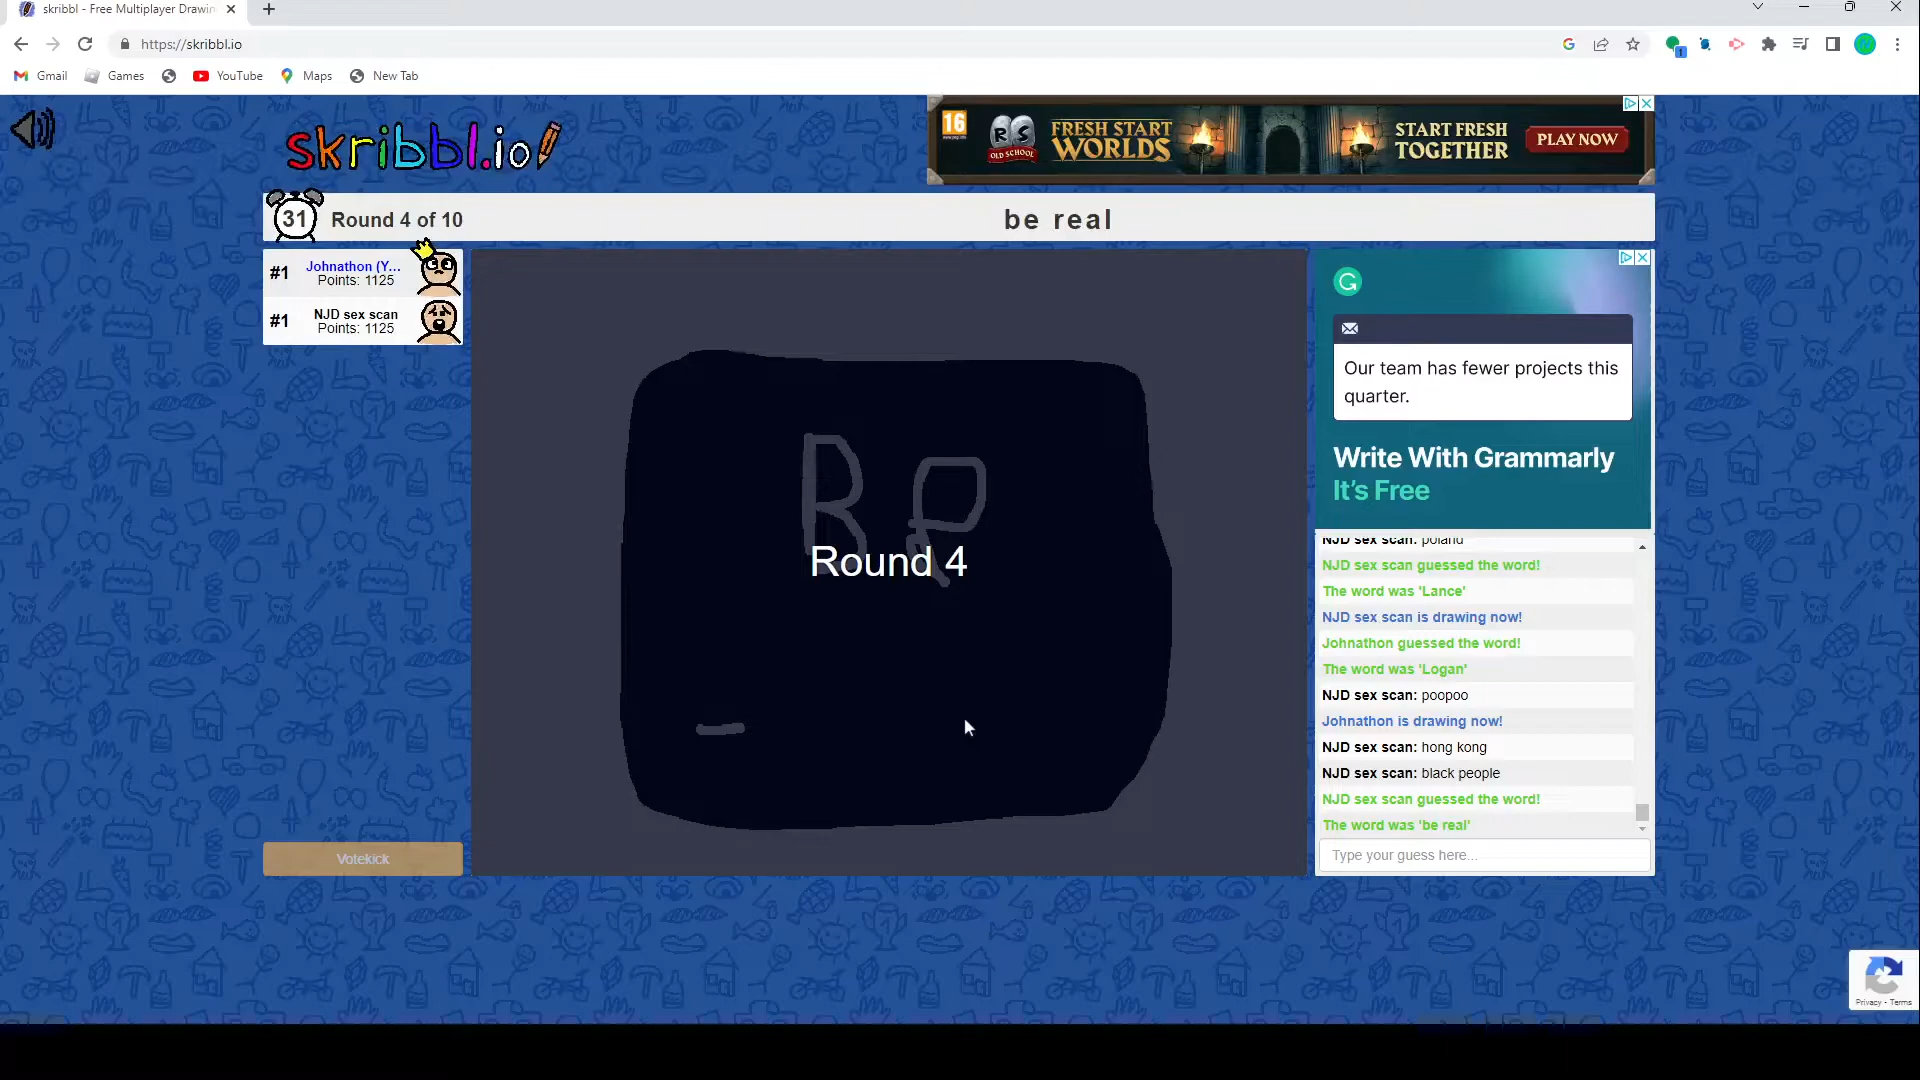 skribbl - Free Multiplayer Drawin
https://skribbl.io
1
Gmail
Games
YouTube
Maps
New Tab
skribbl.io
16
RS
OLD SCHOOL
FRESH START
WORLDS
START FRESH
TOGETHER
PLAY NOW
31
Round 4 of 10
be real
#1
Johnathon (Y...
Points: 1125
#1
NJD sex scan
Points: 1125
Votekick
B R
Round 4
Our team has fewer projects this
quarter.
Write With Grammarly
It's Free
NJD sex scan: poland
NJD sex scan guessed the word!
The word was 'Lance'
NJD sex scan is drawing now!
Johnathon guessed the word!
The word was 'Logan'
NJD sex scan: poopoo
Johnathon is drawing now!
NJD sex scan: hong kong
NJD sex scan: black people
NJD sex scan guessed the word!
The word was 'be real'
Type your guess here...
Privacy - Terms